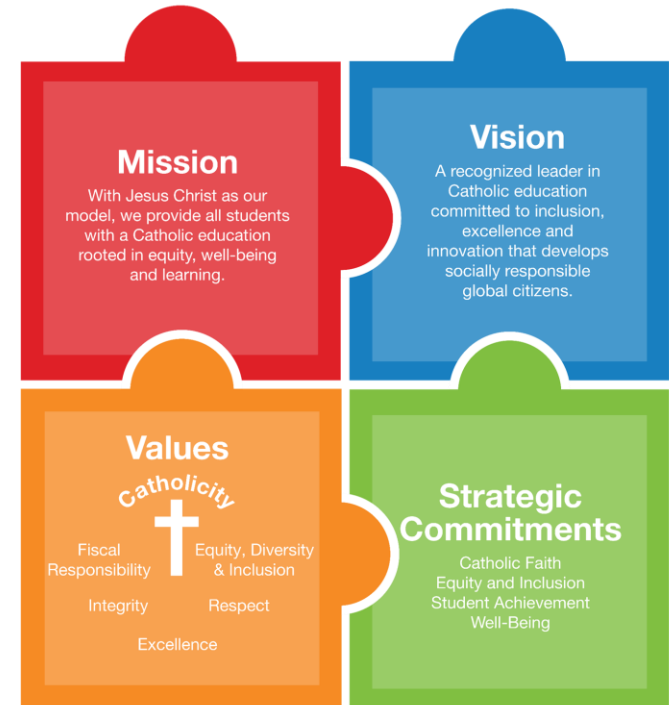 Mission
With Jesus Christ as our
model, we provide all students
with a Catholic education
rooted in equity, well-being
and learning.
Vision
A recognized leader in
Catholic education
committed to inclusion,
excellence and
innovation that develops
socially responsible
global citizens.
Values
Catholicity
Fiscal
Responsibility
Equity, Diversity
& Inclusion
Integrity
Respect
Excellence
Strategic
Commitments
Catholic Faith
Equity and Inclusion
Student Achievement
Well-Being